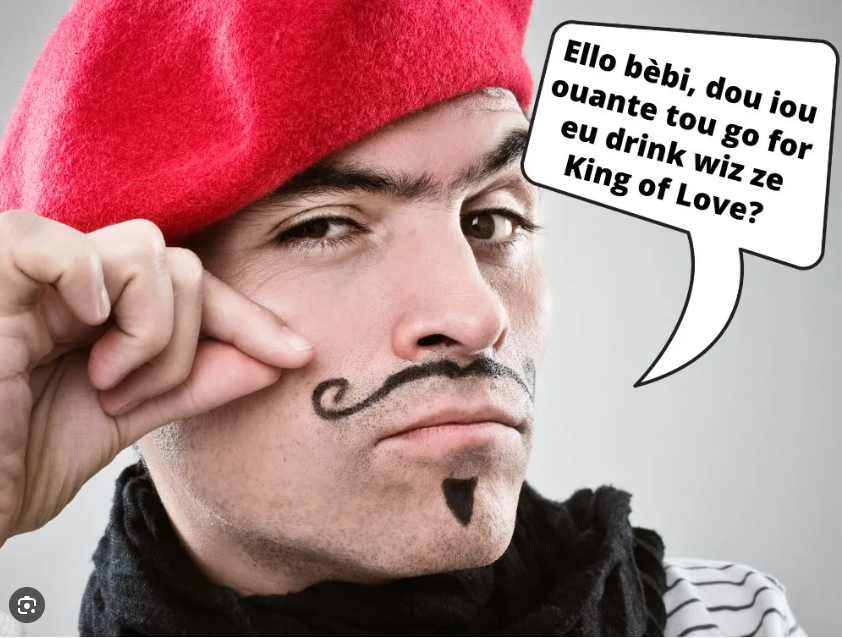 Ello bèbi, dou iou
ouante tou go for
eu drink wiz ze
King of Love?